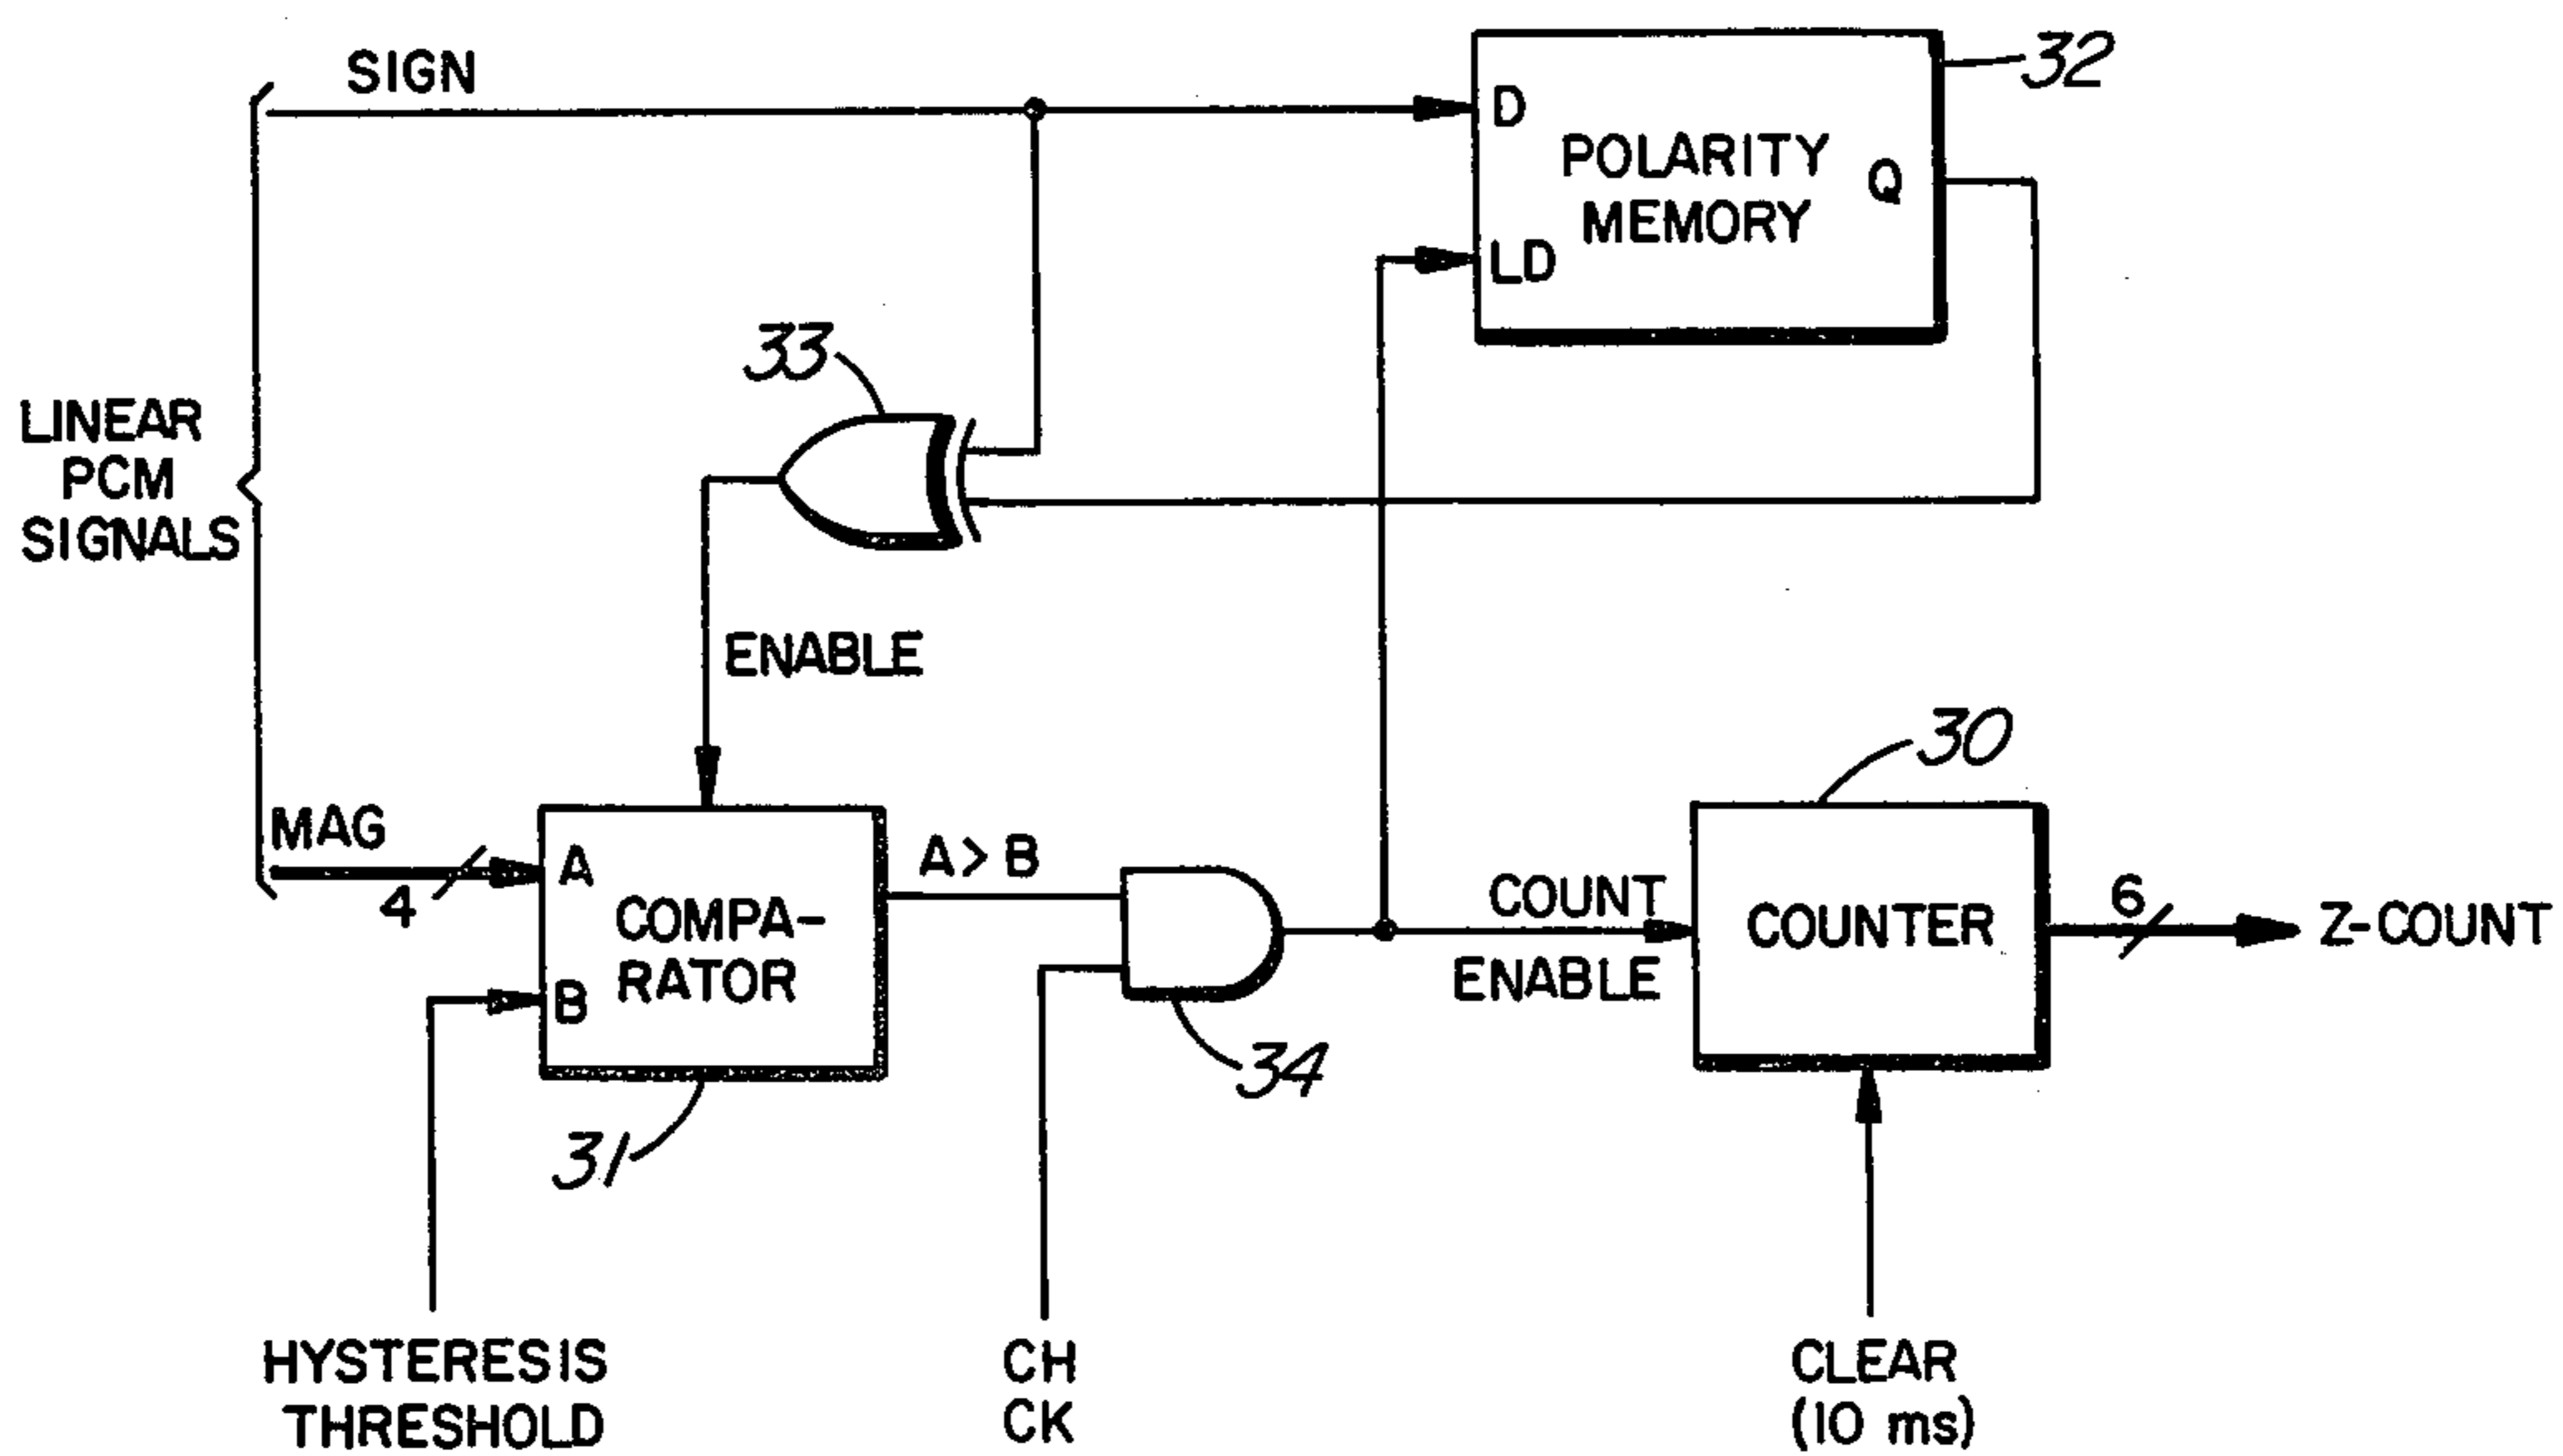 SIGN
32
D
POLARITY
MEMORY
Q
LD
33
LINEAR
PCM
SIGNALS
ENABLE
30
MAG
4
A
COMPA-
RATOR
B
A > B
COUNT
ENABLE
COUNTER
6
Z-COUNT
34
31
HYSTERESIS
THRESHOLD
CH
CK
CLEAR
(10 ms)